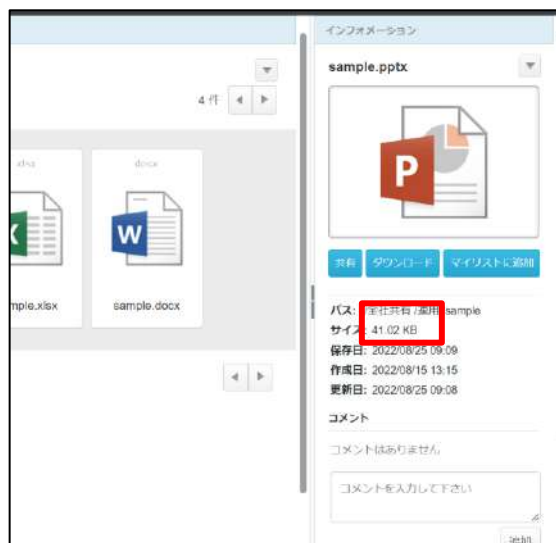 インフォメーション
sample.pptx
4 件
xlsx
docx
P
W
mple.xlsx
sample.docx
共有
ダウンロード
マイリストに追加
パス: /全社共有 /運用 /sample
サイズ: 41.02 KB
保存日: 2022/08/25 09:09
作成日: 2022/08/15 13:15
更新日: 2022/08/25 09:08
コメント
コメントはありません
コメントを入力して下さい